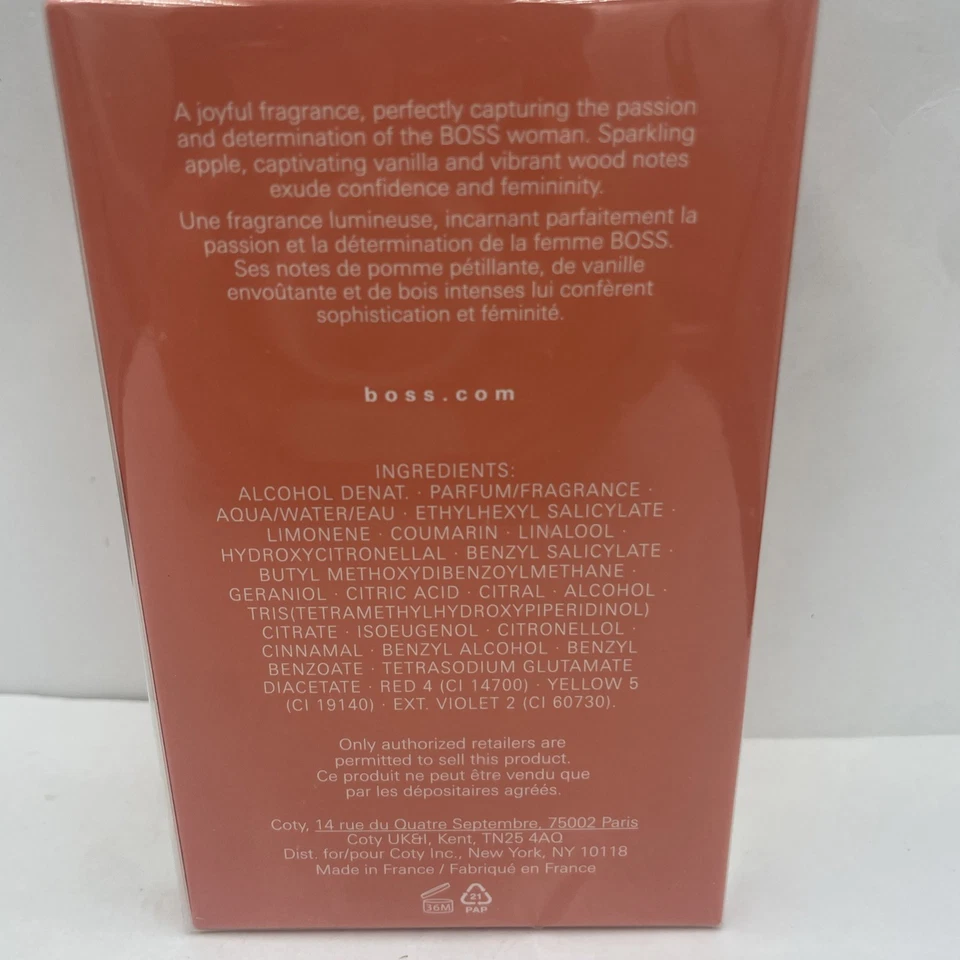 A joyful fragrance, perfectly capturing the passion
and determination of the BOSS woman. Sparkling
apple, captivating vanilla and vibrant wood notes
exude confidence and femininity.
Une fragrance lumineuse, incarnant parfaitement la
passion et la détermination de la femme BOSS.
Ses notes de pomme pétillante, de vanille
envoûtante et de bois intenses lui confèrent
sophistication et féminité.
boss.com
INGREDIENTS:
ALCOHOL DENAT. · PARFUM/FRAGRANCE ·
AQUA/WATER/EAU · ETHYLHEXYL SALICYLATE ·
LIMONENE · COUMARIN · LINALOOL ·
HYDROXYCITRONELLAL · BENZYL SALICYLATE ·
BUTYL METHOXYDIBENZOYLMETHANE ·
GERANIOL · CITRIC ACID · CITRAL · ALCOHOL ·
TRIS(TETRAMETHYLHYDROXYPIPERIDINOL)
CITRATE · ISOEUGENOL · CITRONELLOL ·
CINNAMAL · BENZYL ALCOHOL · BENZYL
BENZOATE · TETRASODIUM GLUTAMATE
DIACETATE · RED 4 (CI 14700) · YELLOW 5
(CI 19140) · EXT. VIOLET 2 (CI 60730).
Only authorized retailers are
permitted to sell this product.
Ce produit ne peut être vendu que
par les dépositaires agréés.
Coty, 14 rue du Quatre Septembre, 75002 Paris
Coty UK&I, Kent, TN25 4AQ
Dist. for/pour Coty Inc., New York, NY 10118
Made in France / Fabriqué en France
36M
21
PAP